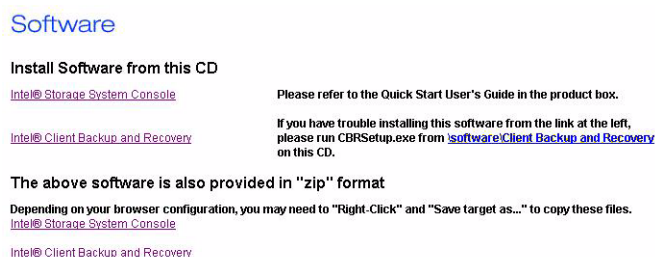 Software
Install Software from this CD
Intel® Storage System Console
Please refer to the Quick Start User's Guide in the product box.
Intel® Client Backup and Recovery
If you have trouble installing this software from the link at the left,
please run CBRSetup.exe from \software\Client Backup and Recovery
on this CD.
The above software is also provided in "zip" format
Depending on your browser configuration, you may need to "Right-Click" and "Save target as..." to copy these files.
Intel® Storage System Console
Intel® Client Backup and Recovery